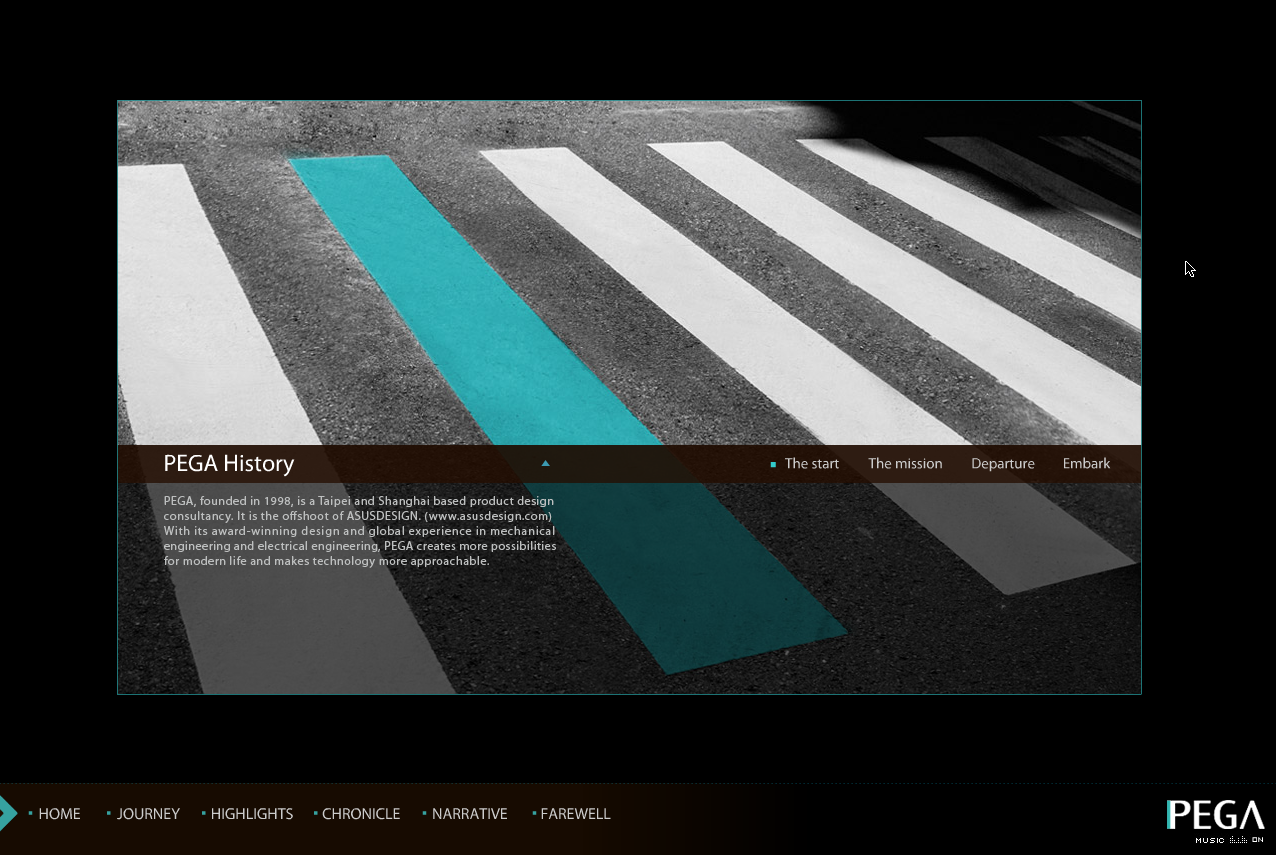 PEGA History
The start The mission Departure Embark
PEGA, founded in 1998, is a Taipei and Shanghai based product design
consultancy. It is the offshoot of ASUSDESIGN. (www.asusdesign.com)
With its award-winning design and global experience in mechanical
engineering and electrical engineering, PEGA creates more possibilities
for modern life and makes technology more approachable.
HOME JOURNEY HIGHLIGHTS CHRONICLE NARRATIVE FAREWELL
PEGA
MUSIC ON